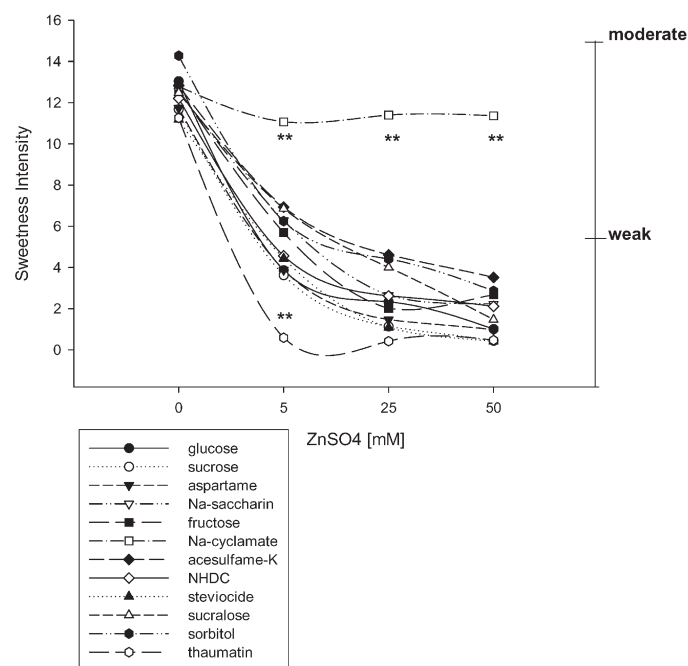 16
moderate
14
12
**
**
**
10
8
Sweetness Intensity
6
weak
4
2
**
0
0
5
25
50
ZnSO4 [mM]
glucose
sucrose
aspartame
Na-saccharin
fructose
Na-cyclamate
acesulfame-K
NHDC
steviocide
sucralose
sorbitol
thaumatin